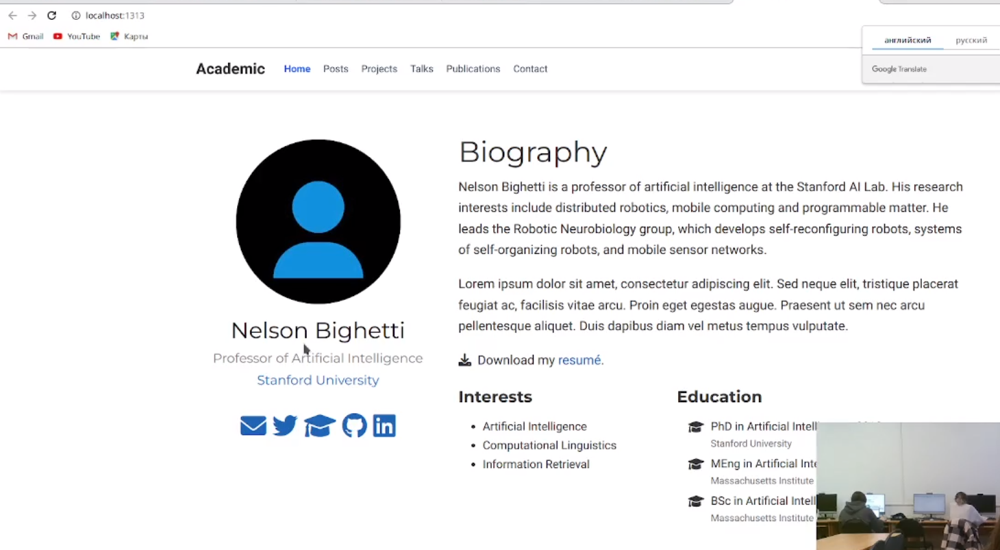 localhost:1313
Gmail YouTube Карты
английский русский
Google Translate
Academic Home Posts Projects Talks Publications Contact
Nelson Bighetti
Professor of Artificial Intelligence
Stanford University
Biography
Nelson Bighetti is a professor of artificial intelligence at the Stanford AI Lab. His research
interests include distributed robotics, mobile computing and programmable matter. He
leads the Robotic Neurobiology group, which develops self-reconfiguring robots, systems
of self-organizing robots, and mobile sensor networks.
Lorem ipsum dolor sit amet, consectetur adipiscing elit. Sed neque elit, tristique placerat
feugiat ac, facilisis vitae arcu. Proin eget egestas augue. Praesent ut sem nec arcu
pellentesque aliquet. Duis dapibus diam vel metus tempus vulputate.
Download my resumé.
Interests
Artificial Intelligence
Computational Linguistics
Information Retrieval
Education
PhD in Artificial Intell
Stanford University
MEng in Artificial Inte
Massachusetts Institute
BSc in Artificial Intell
Massachusetts Institute